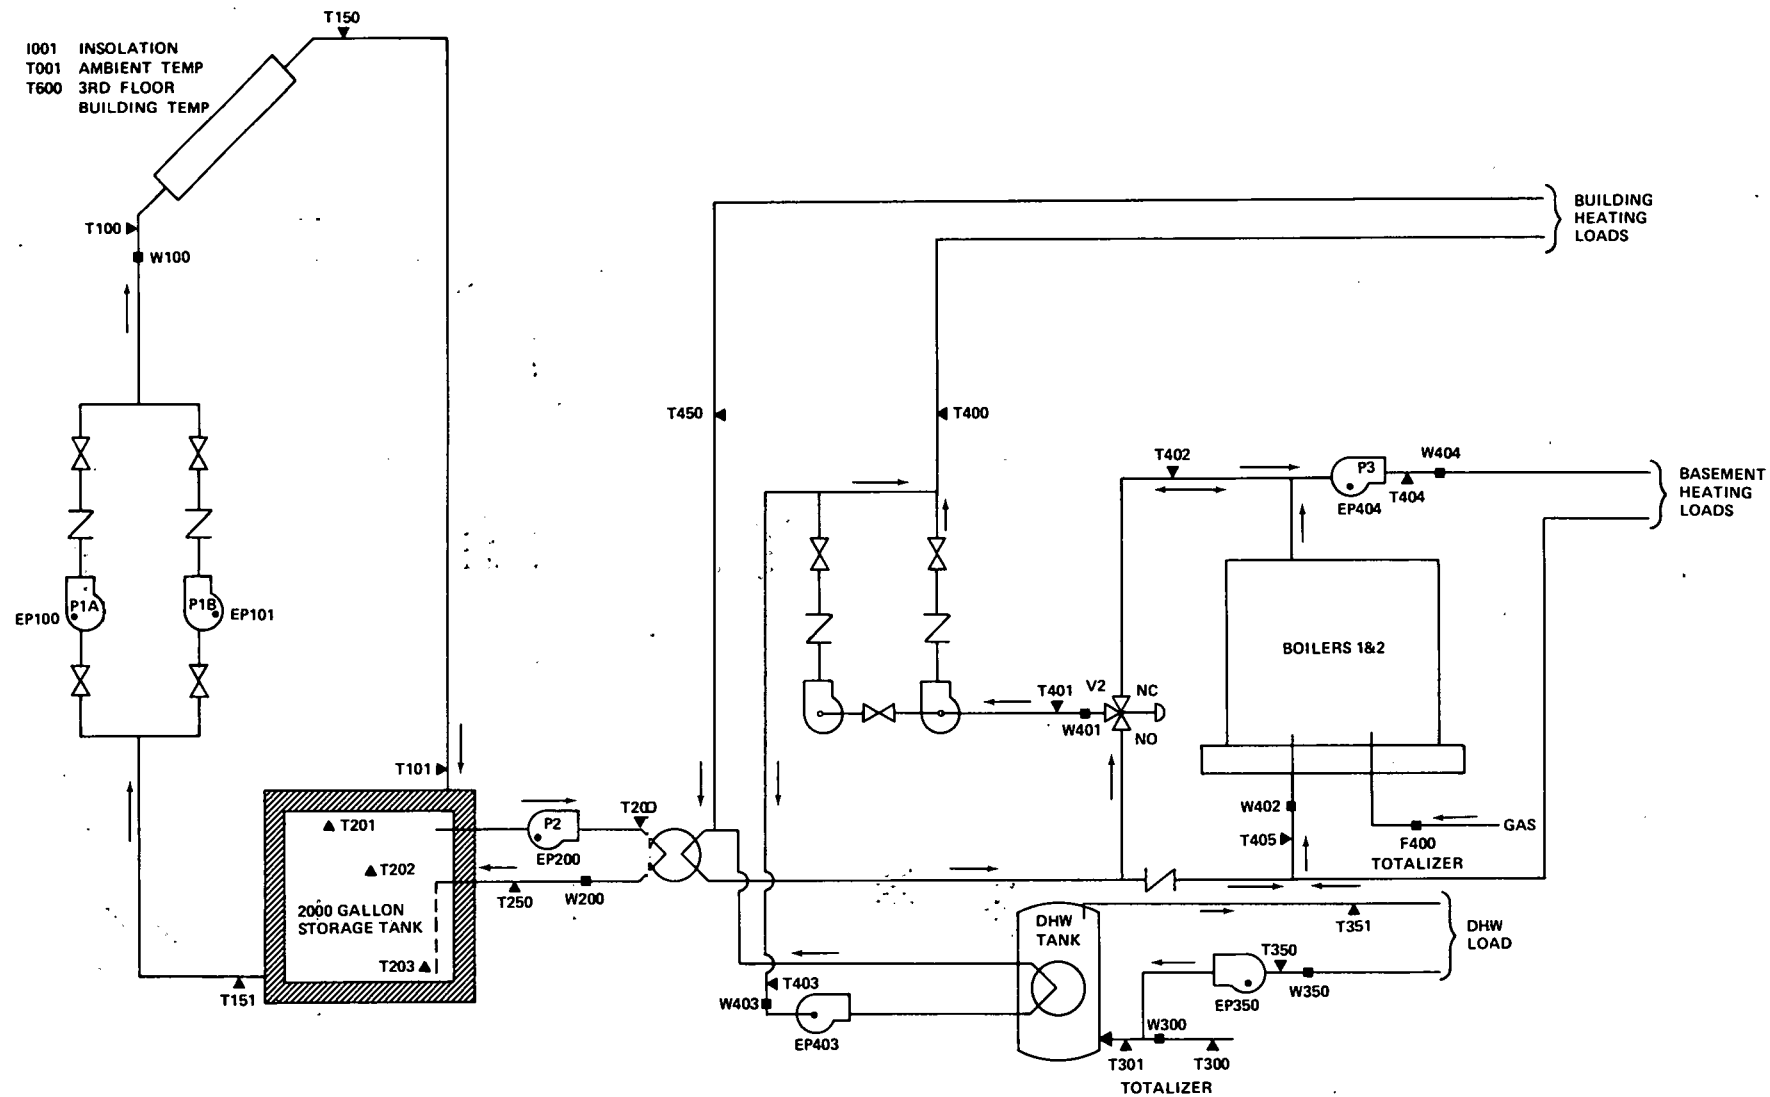 T150
I001 INSOLATION
T001 AMBIENT TEMP
T600 3RD FLOOR
BUILDING TEMP
T100
W100
BUILDING
HEATING
LOADS
T450
T400
T402
P3
W404
T404
EP404
BASEMENT
HEATING
LOADS
P1A
P1B
EP100
EP101
BOILERS 1&2
T401
V2
NC
W401
NO
T101
T200
W402
T201
P2
EP200
T405
GAS
F400
TOTALIZER
T202
T250
W200
2000 GALLON
STORAGE TANK
DHW
TANK
T351
DHW
LOAD
T203
T151
T403
W403
EP403
T350
EP350
W350
W300
T301
T300
TOTALIZER